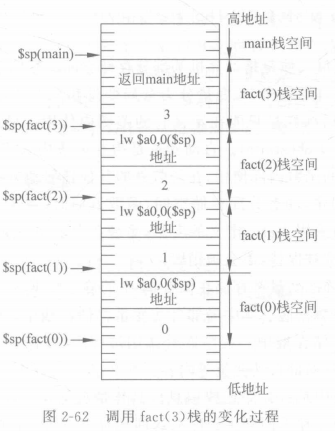 高地址
$sp(main)
main栈空间
返回main地址
fact(3)栈空间
3
$sp(fact(3))
lw $a0,0($sp)
地址
fact(2)栈空间
2
$sp(fact(2))
lw $a0,0($sp)
地址
fact(1)栈空间
1
$sp(fact(1))
lw $a0,0($sp)
地址
fact(0)栈空间
0
$sp(fact(0))
低地址
图 2-62 调用 fact(3)栈的变化过程